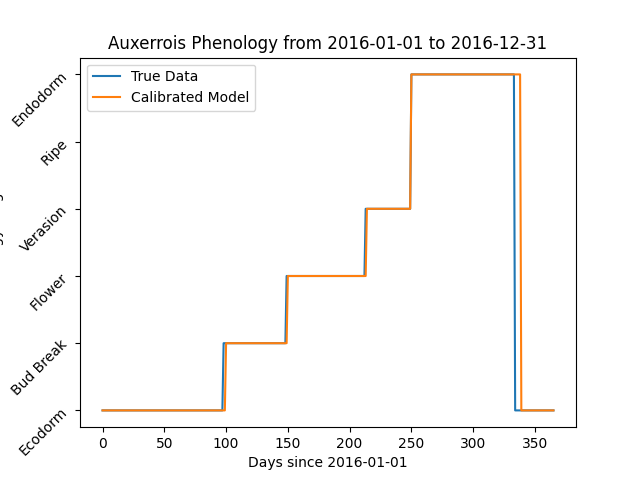 Auxerrois Phenology from 2016-01-01 to 2016-12-31
True Data
Calibrated Model
Endodorm
Ripe
Verasion
Flower
Bud Break
Ecodorm
0 50 100 150 200 250 300 350
Days since 2016-01-01